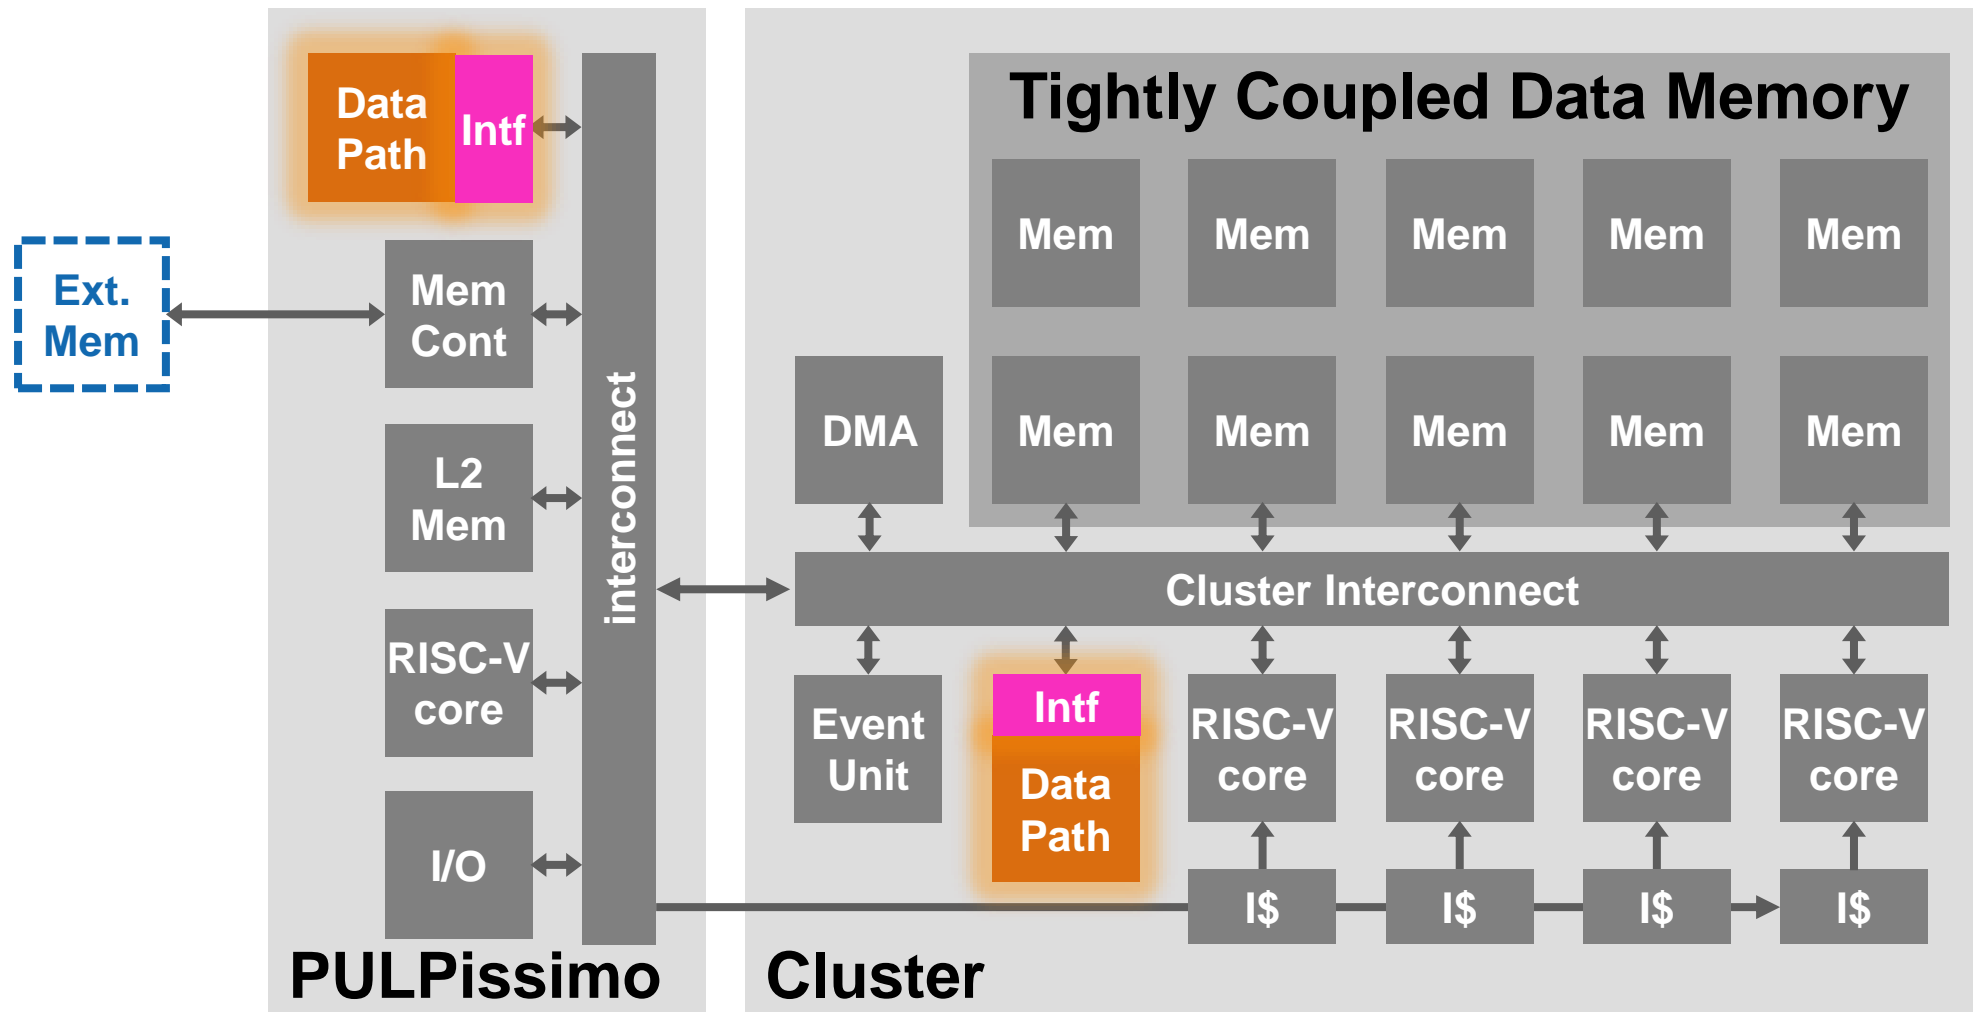 Data
Path
Intf
Ext.
Mem
Mem
Cont
L2
Mem
RISC-V
core
I/O
interconnect
PULPissimo
Tightly Coupled Data Memory
Mem Mem Mem Mem Mem
DMA
Mem Mem Mem Mem Mem
Cluster Interconnect
Event
Unit
Intf
Data
Path
RISC-V
core
RISC-V
core
RISC-V
core
RISC-V
core
I$ I$ I$ I$
Cluster